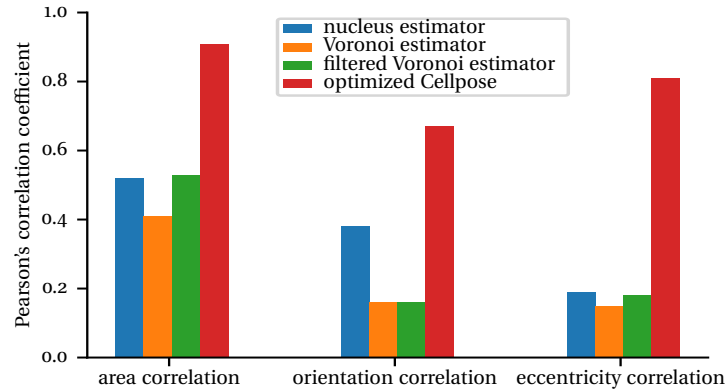 Pearson's correlation coefficient
1.0
0.8
0.6
0.4
0.2
0.0
nucleus estimator
Voronoi estimator
filtered Voronoi estimator
optimized Cellpose
area correlation
orientation correlation
eccentricity correlation